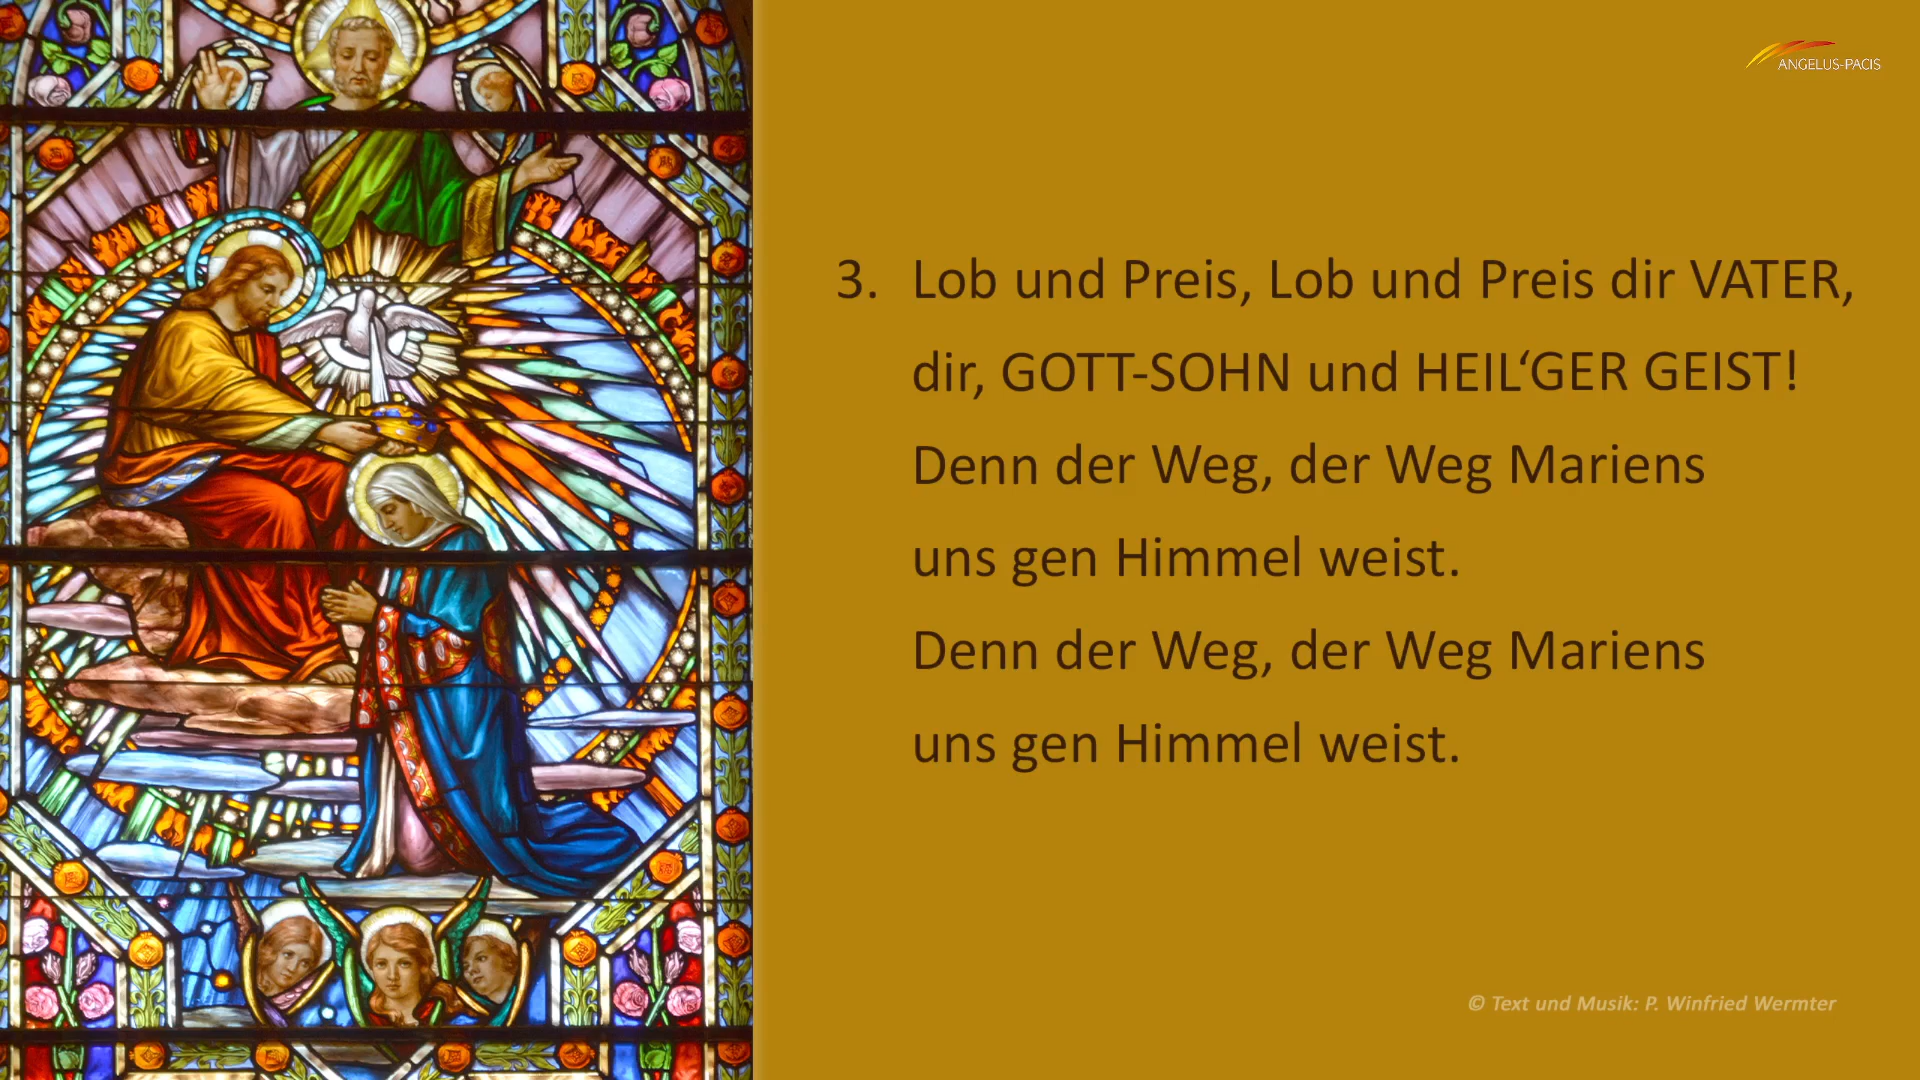 ANGELUS-PACIS
3. Lob und Preis, Lob und Preis dir VATER,
dir, GOTT-SOHN und HEIL‘GER GEIST!
Denn der Weg, der Weg Mariens
uns gen Himmel weist.
Denn der Weg, der Weg Mariens
uns gen Himmel weist.
© Text und Musik: P. Winfried Wermter